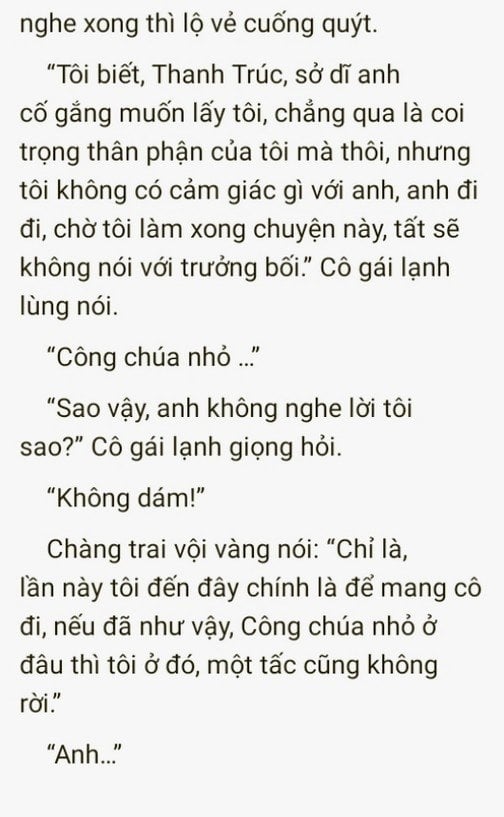 nghe xong thì lộ vẻ cuống quýt.
“Tôi biết, Thanh Trúc, sở dĩ anh
cố gắng muốn lấy tôi, chẳng qua là coi
trọng thân phận của tôi mà thôi, nhưng
tôi không có cảm giác gì với anh, anh đi
đi, chờ tôi làm xong chuyện này, tất sẽ
không nói với trưởng bối.” Cô gái lạnh
lùng nói.
“Công chúa nhỏ ...”
“Sao vậy, anh không nghe lời tôi
sao?” Cô gái lạnh giọng hỏi.
“Không dám!”
Chàng trai vội vàng nói: “Chỉ là,
lần này tôi đến đây chính là để mang cô
đi, nếu đã như vậy, Công chúa nhỏ ở
đâu thì tôi ở đó, một tấc cũng không
rời.”
“Anh...”